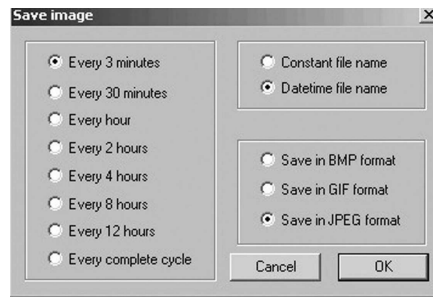 Save image
Every 3 minutes
Every 30 minutes
Every hour
Every 2 hours
Every 4 hours
Every 8 hours
Every 12 hours
Every complete cycle
Constant file name
Datetime file name
Save in BMP format
Save in GIF format
Save in JPEG format
Cancel
OK